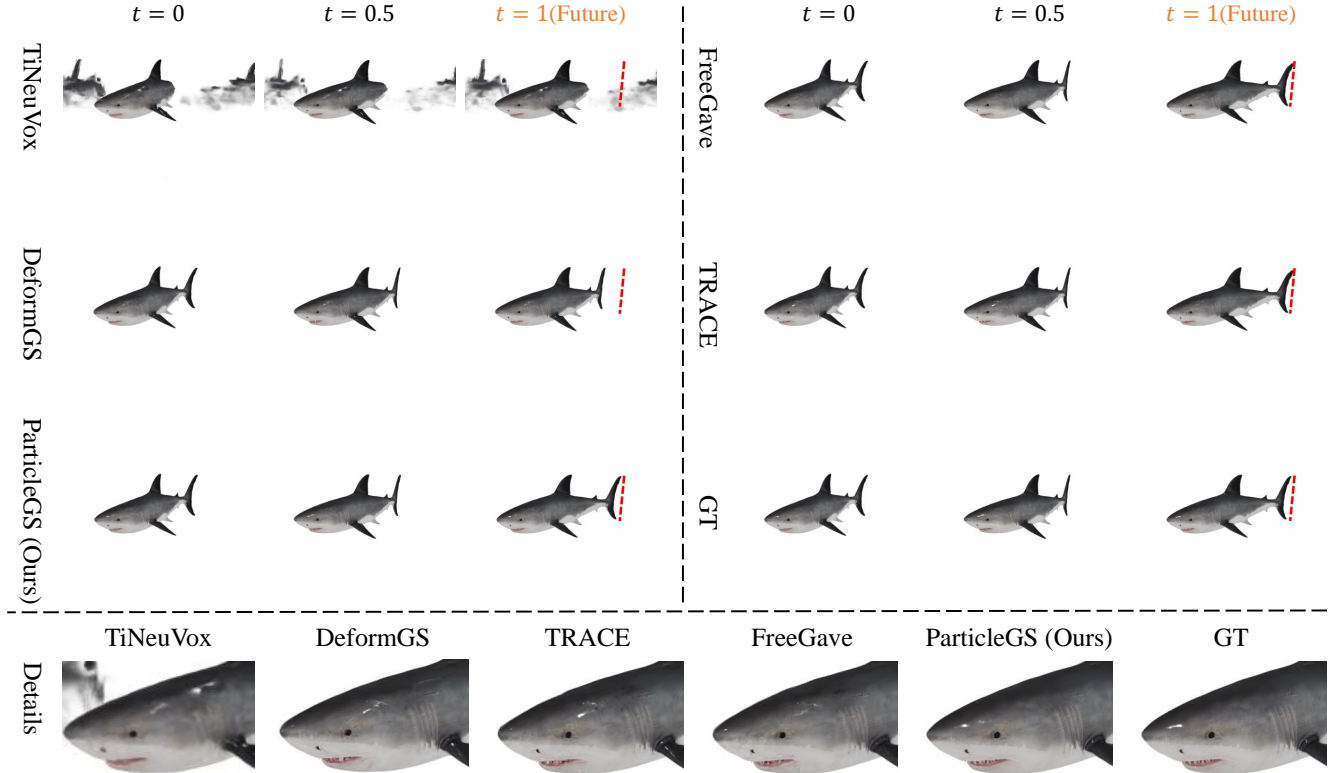 t = 0
t = 0.5
t = 1(Future)
t = 0
t = 0.5
t = 1(Future)
TiNeuVox
FreeGave
DeformGS
TRACE
ParticleGS (Ours)
GT
TiNeuVox
DeformGS
TRACE
FreeGave
ParticleGS (Ours)
GT
Details